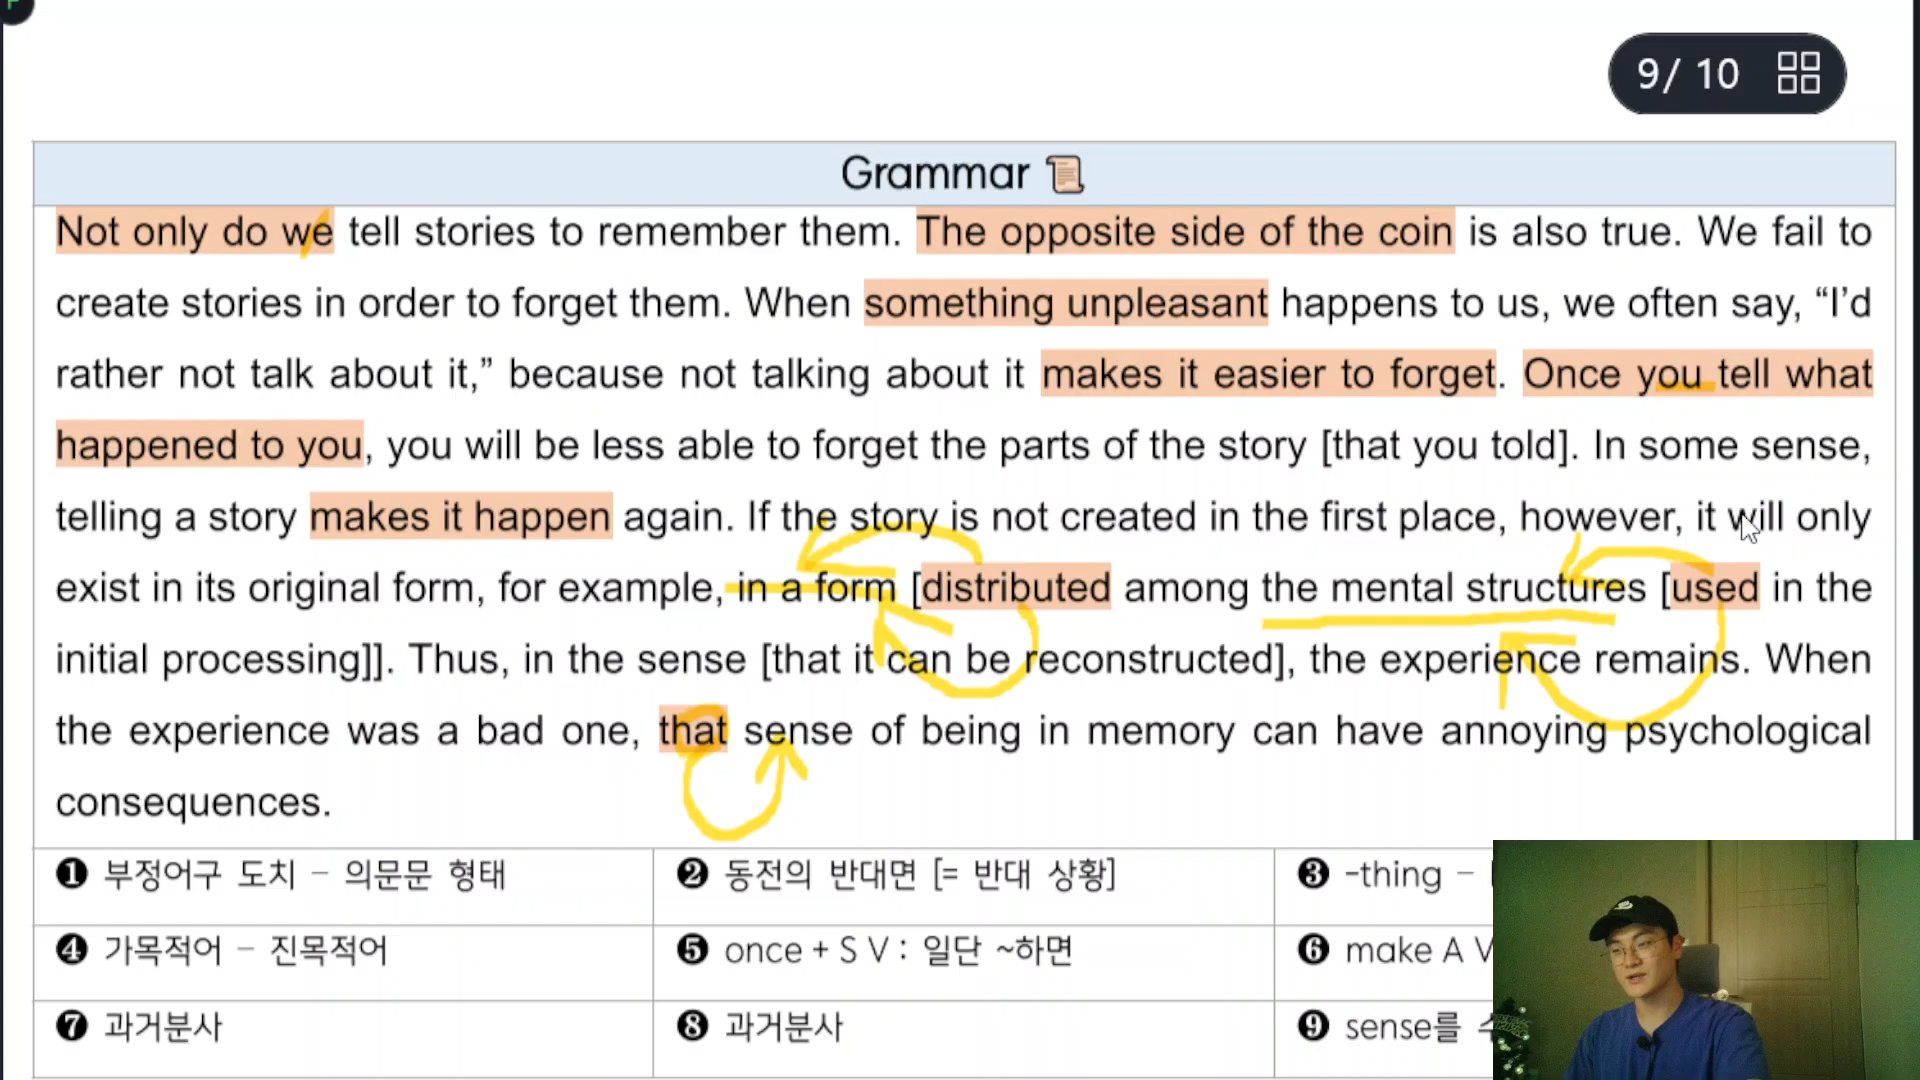 9/ 10
Grammar
Not only do we tell stories to remember them. The opposite side of the coin is also true. We fail to
create stories in order to forget them. When something unpleasant happens to us, we often say, “I’d
rather not talk about it,” because not talking about it makes it easier to forget. Once you tell what
happened to you, you will be less able to forget the parts of the story [that you told]. In some sense,
telling a story makes it happen again. If the story is not created in the first place, however, it will only
exist in its original form, for example, in a form [distributed among the mental structures [used in the
initial processing]]. Thus, in the sense [that it can be reconstructed], the experience remains. When
the experience was a bad one, that sense of being in memory can have annoying psychological
consequences.
❶ 부정어구 도치 – 의문문 형태
❷ 동전의 반대면 [= 반대 상황]
❸ -thing –
❹ 가목적어 – 진목적어
❺ once + S V : 일단 ~하면
❻ make A V
❼ 과거분사
❽ 과거분사
❾ sense를